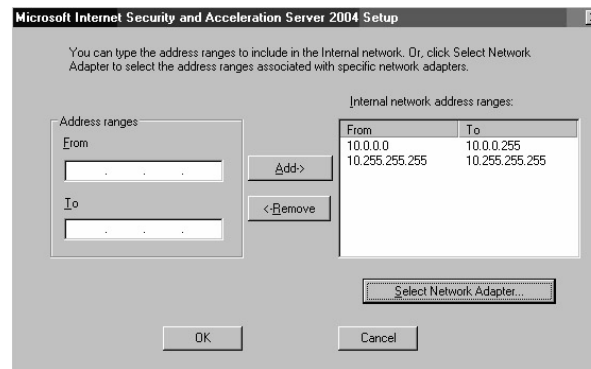 Microsoft Internet Security and Acceleration Server 2004 Setup
You can type the address ranges to include in the Internal network. Or, click Select Network
Adapter to select the address ranges associated with specific network adapters.
Internal network address ranges:
Address ranges
From
. . .
To
. . .
Add->
<-Remove
From To
10.0.0.0 10.0.0.255
10.255.255.255 10.255.255.255
Select Network Adapter...
OK
Cancel